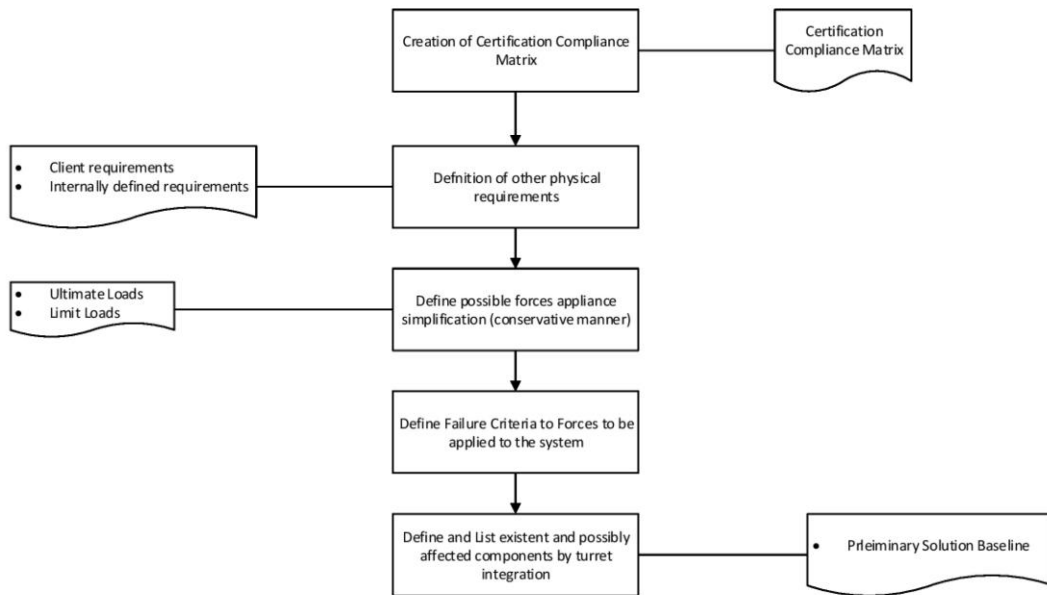 Creation of Certification Compliance
Matrix
Certification
Compliance Matrix
• Client requirements
• Internally defined requirements
Defnition of other physical
requirements
• Ultimate Loads
• Limit Loads
Define possible forces appliance
simplification (conservative manner)
Define Failure Criteria to Forces to be
applied to the system
Define and List existent and possibly
affected components by turret
integration
• Prleiminary Solution Baseline